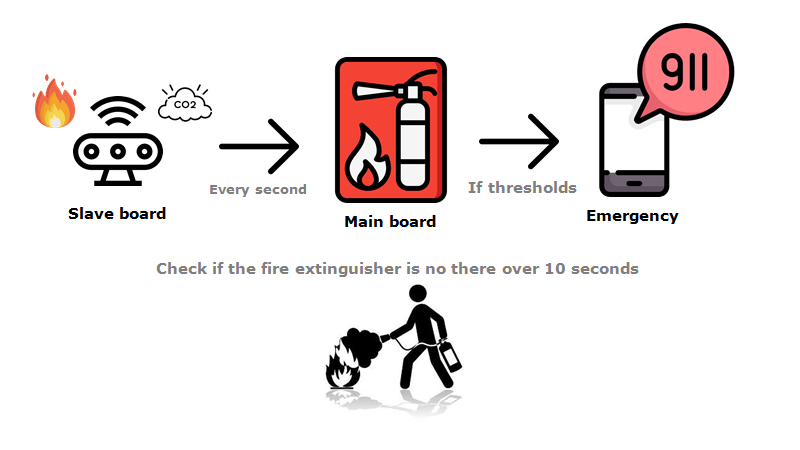 911
CO2
Every second
If thresholds
Slave board
Main board
Emergency
Check if the fire extinguisher is no there over 10 seconds